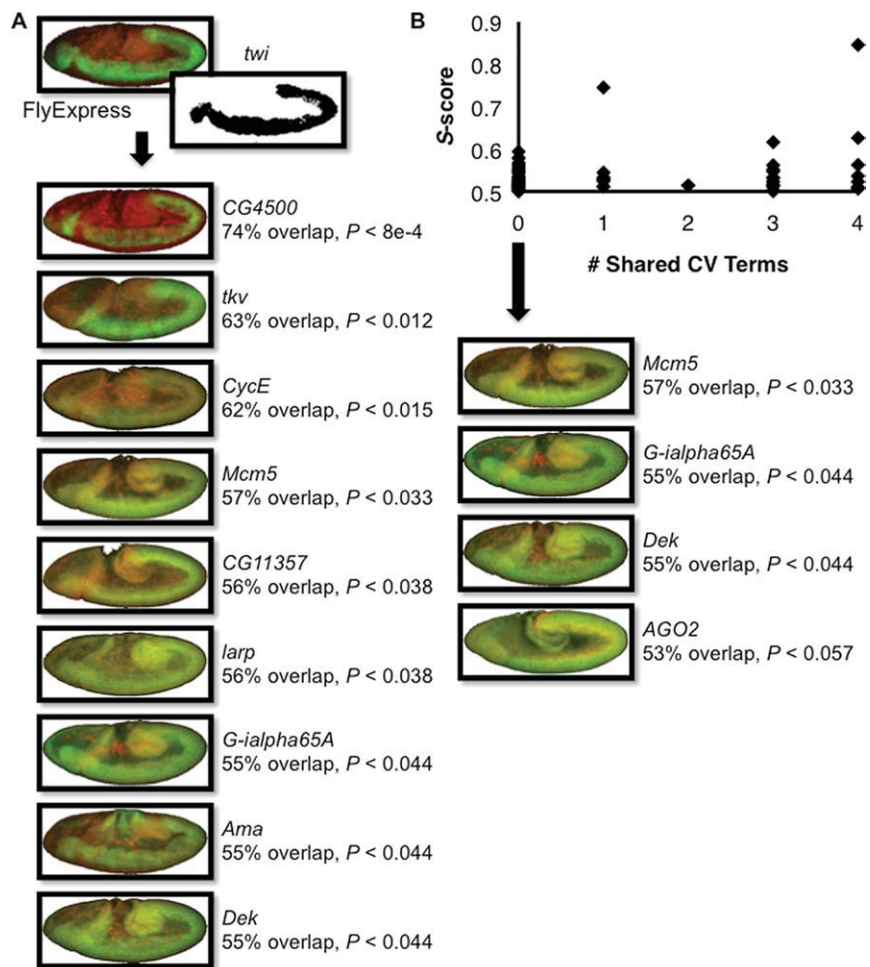 A
twi
FlyExpress
CG4500
74% overlap, P < 8e-4
tkv
63% overlap, P < 0.012
CycE
62% overlap, P < 0.015
Mcm5
57% overlap, P < 0.033
CG11357
56% overlap, P < 0.038
larp
56% overlap, P < 0.038
G-ialpha65A
55% overlap, P < 0.044
Ama
55% overlap, P < 0.044
Dek
55% overlap, P < 0.044
B
S-score
0.9
0.8
0.7
0.6
0.5
0 1 2 3 4
# Shared CV Terms
Mcm5
57% overlap, P < 0.033
G-ialpha65A
55% overlap, P < 0.044
Dek
55% overlap, P < 0.044
AGO2
53% overlap, P < 0.057